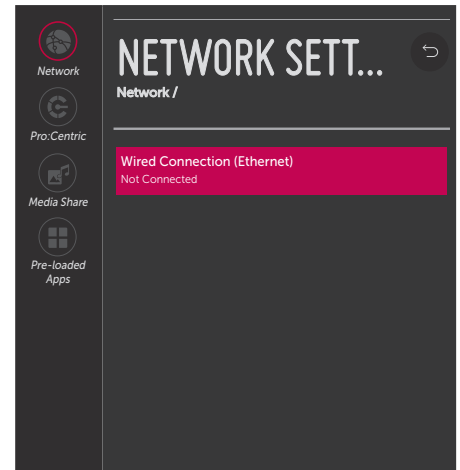 Network
Pro:Centric
Media Share
Pre-loaded
Apps
NETWORK SETT...
Network /
Wired Connection (Ethernet)
Not Connected